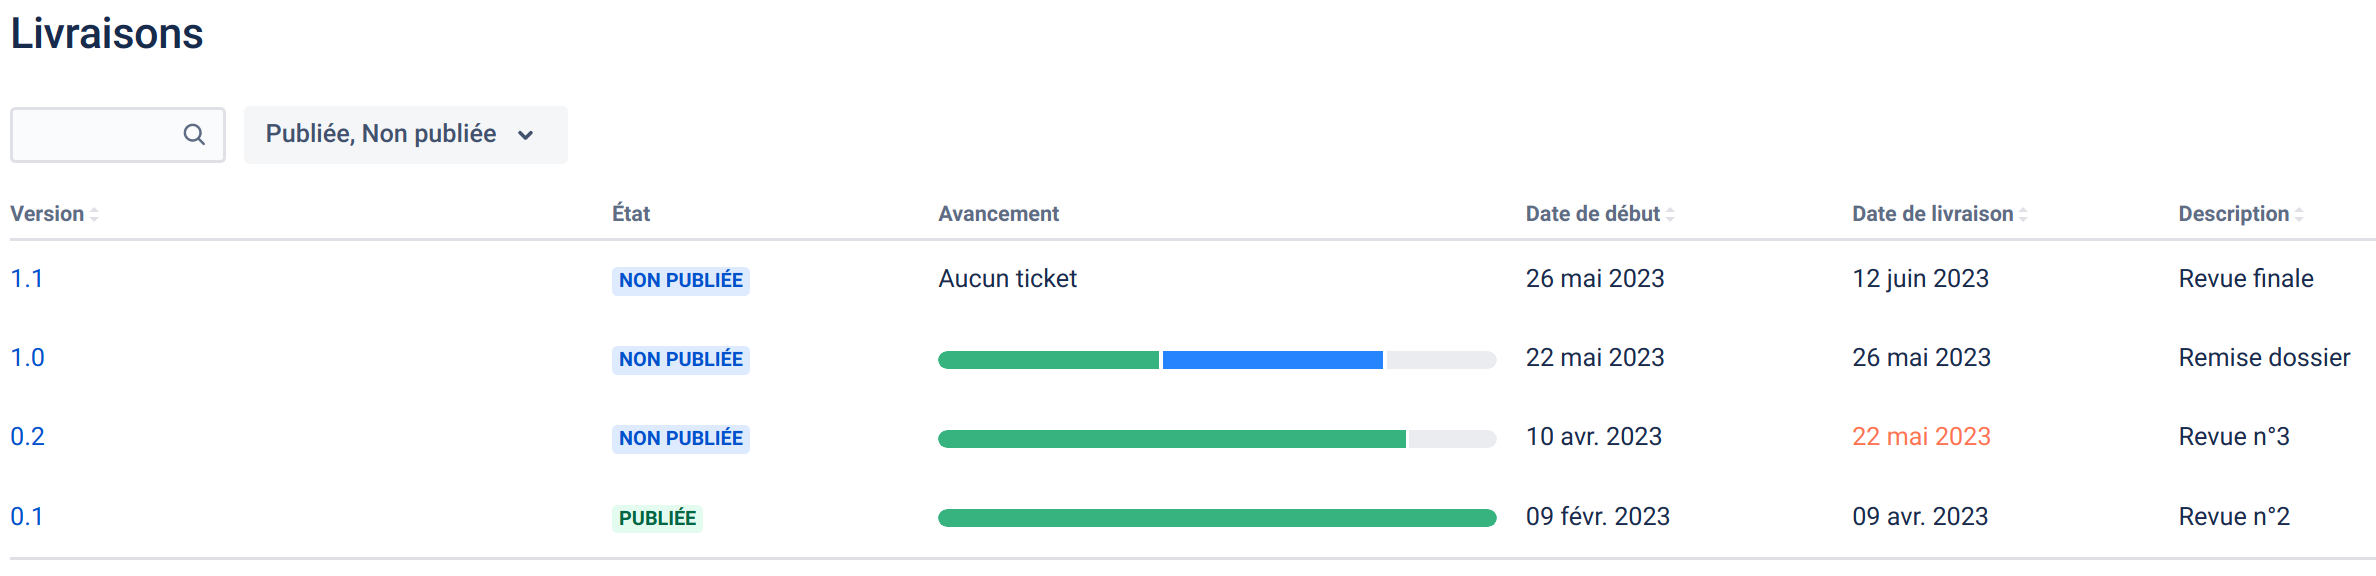 Livraisons
Publiée, Non publiée
Version État Avancement Date de début Date de livraison Description
1.1 NON PUBLIÉE Aucun ticket 26 mai 2023 12 juin 2023 Revue finale
1.0 NON PUBLIÉE 22 mai 2023 26 mai 2023 Remise dossier
0.2 NON PUBLIÉE 10 avr. 2023 22 mai 2023 Revue n°3
0.1 PUBLIÉE 09 févr. 2023 09 avr. 2023 Revue n°2